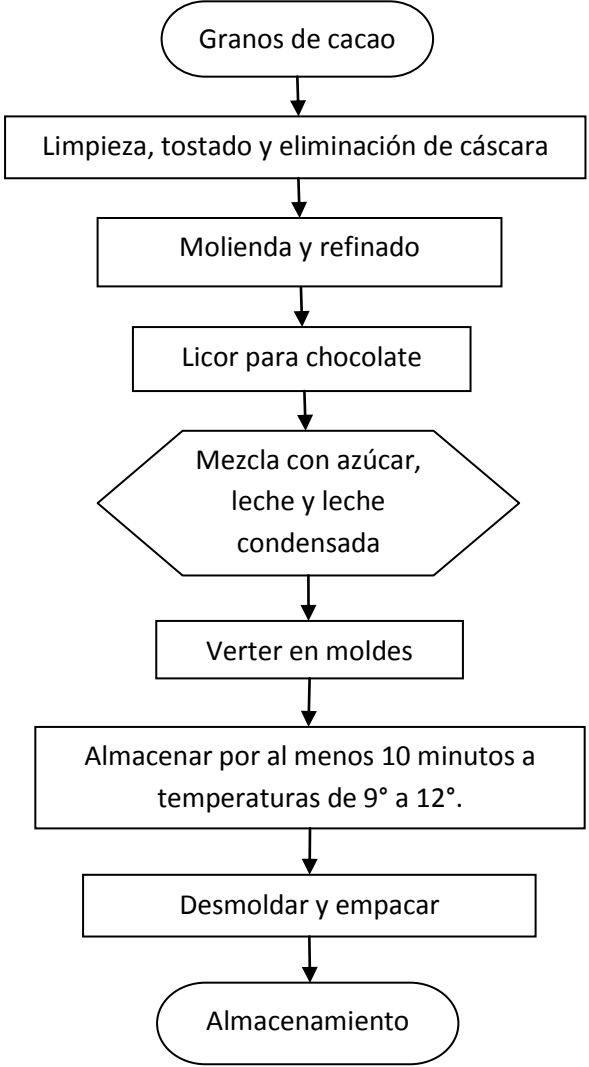 Granos de cacao
Limpieza, tostado y eliminación de cáscara
Molienda y refinado
Licor para chocolate
Mezcla con azúcar,
leche y leche
condensada
Verter en moldes
Almacenar por al menos 10 minutos a
temperaturas de 9° a 12°.
Desmoldar y empacar
Almacenamiento